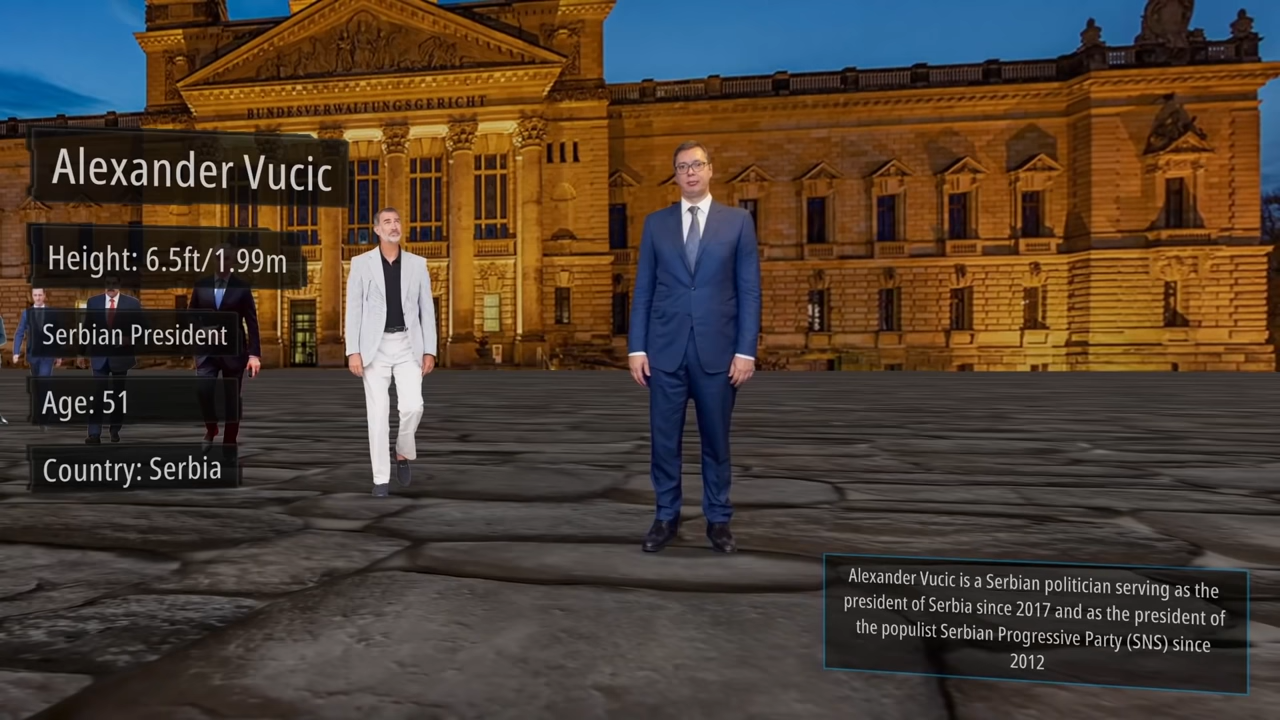 BUNDESVERWALTUNGSGERICHT
Alexander Vucic
Height: 6.5ft/1.99m
Serbian President
Age: 51
Country: Serbia
Alexander Vucic is a Serbian politician serving as the
president of Serbia since 2017 and as the president of
the populist Serbian Progressive Party (SNS) since
2012